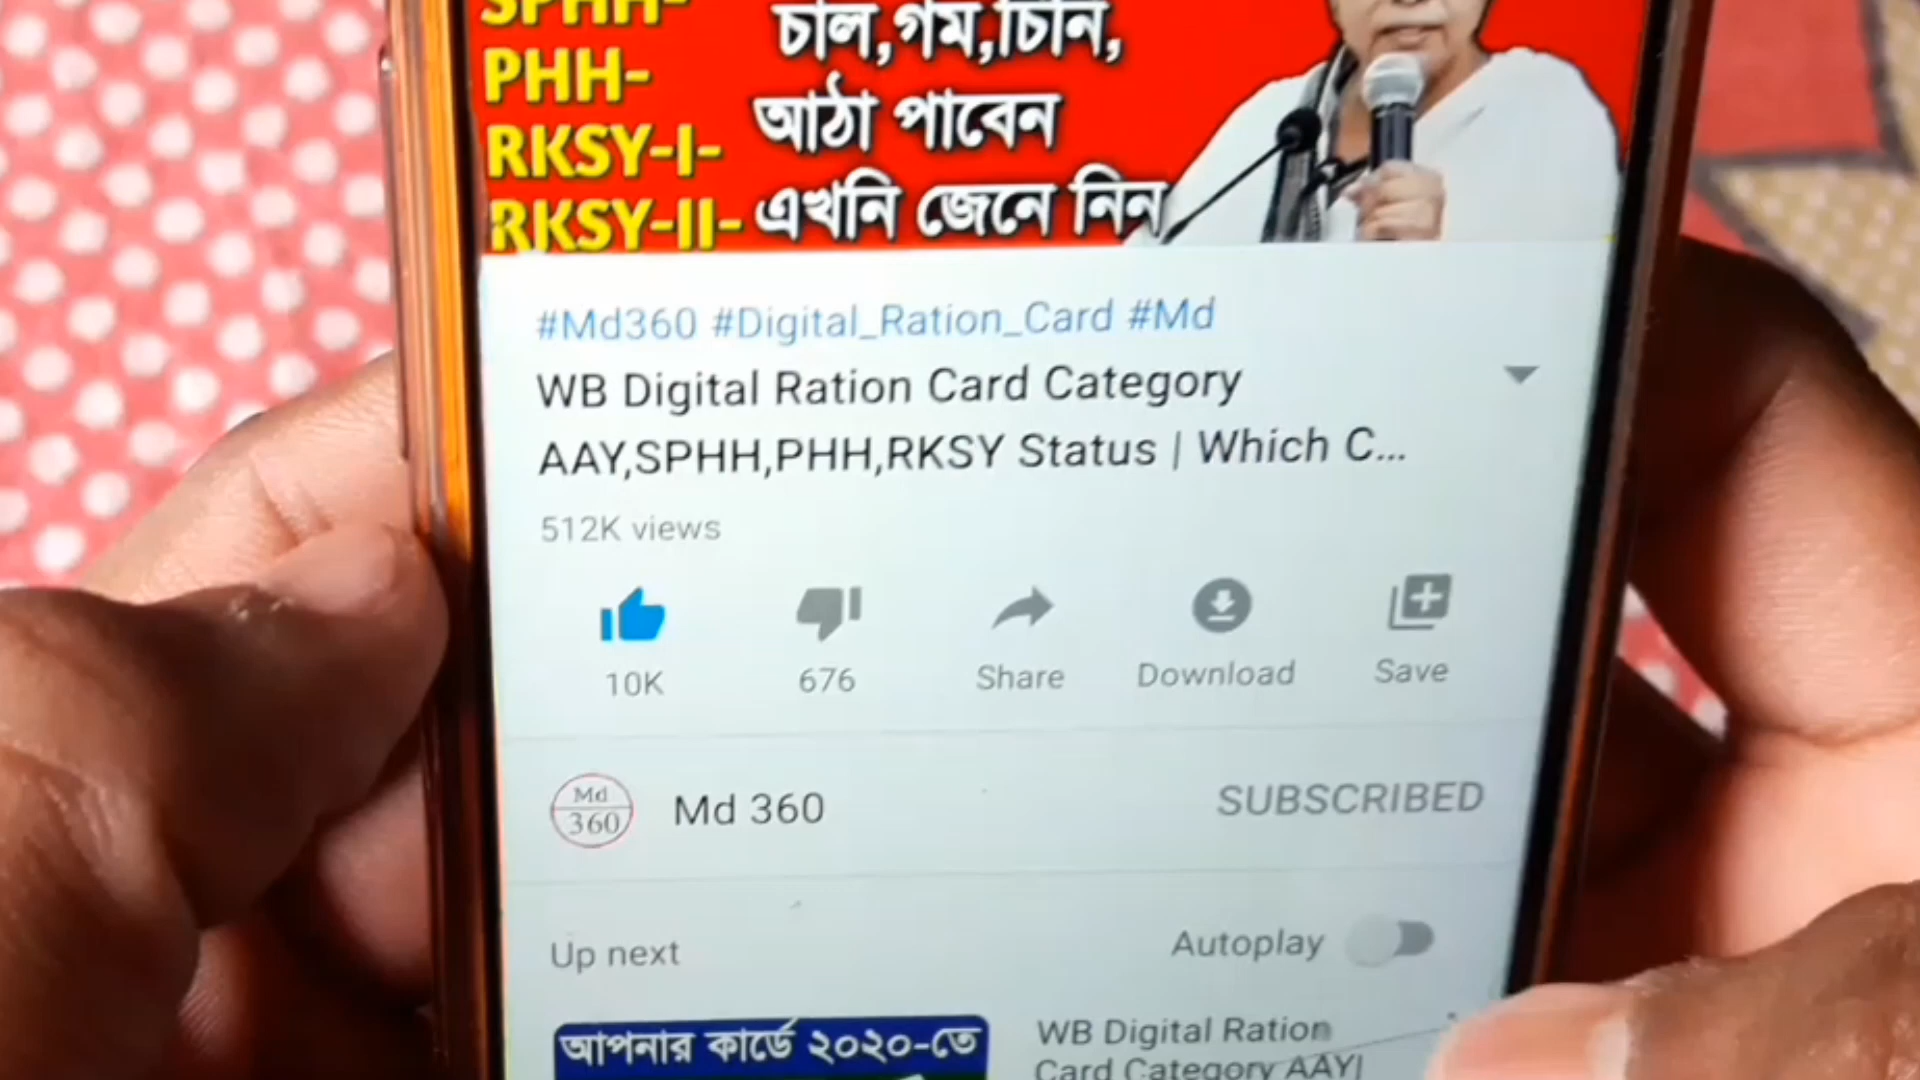 SPHH-
PHH-
RKSY-I-
RKSY-II-
চাল,গম,চিনি,
আঠা পাবেন
এখনি জেনে নিন
#Md360 #Digital_Ration_Card #Md
WB Digital Ration Card Category
AAY,SPHH,PHH,RKSY Status | Which C...
512K views
10K
676
Share
Download
Save
Md
360
Md 360
SUBSCRIBED
Up next
Autoplay
আপনার কার্ডে ২০২০-তে
WB Digital Ration
Card Category AAY|